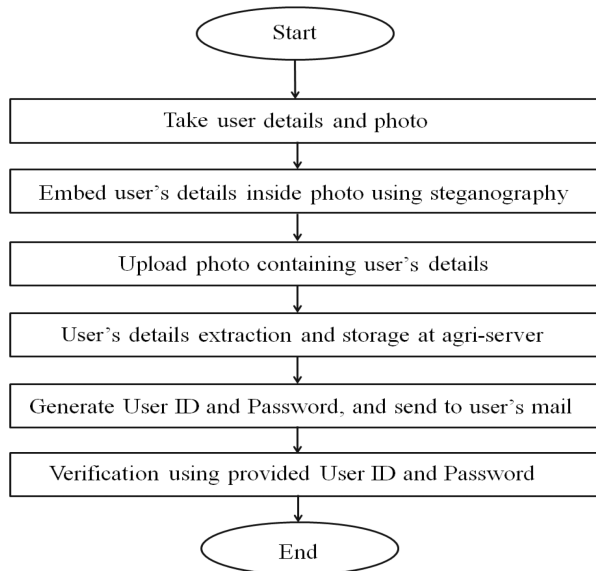 Start
Take user details and photo
Embed user’s details inside photo using steganography
Upload photo containing user’s details
User’s details extraction and storage at agri-server
Generate User ID and Password, and send to user’s mail
Verification using provided User ID and Password
End